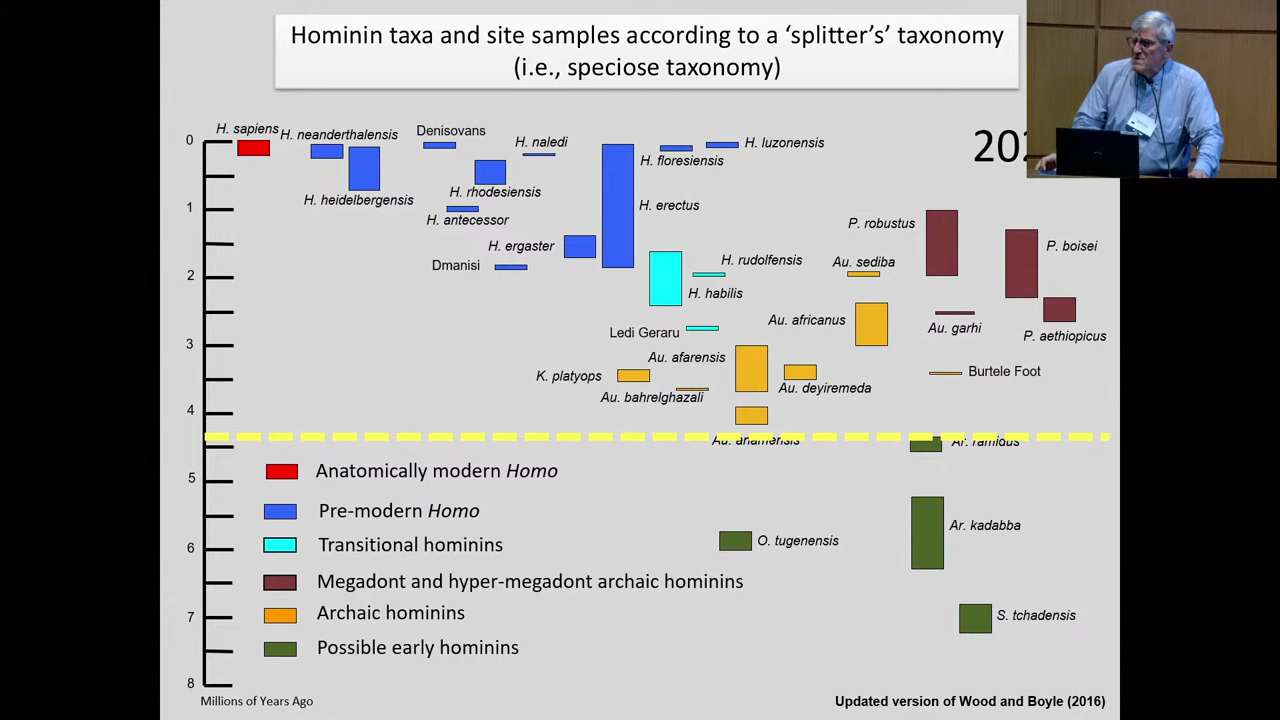 Hominin taxa and site samples according to a 'splitter's' taxonomy
(i.e., speciose taxonomy)
0
H. sapiens
H. neanderthalensis
Denisovans
H. naledi
H. luzonensis
H. floresiensis
H. rhodesiensis
H. heidelbergensis
1
H. antecessor
H. erectus
P. robustus
H. ergaster
P. boisei
Dmanisi
H. rudolfensis
Au. sediba
2
H. habilis
Au. africanus
Au. garhi
Ledi Geraru
P. aethiopicus
3
Au. afarensis
K. platyops
Burtele Foot
Au. deyiremeda
Au. bahrelghazali
4
Au. anamensis
Ar. ramidus
Anatomically modern Homo
5
Pre-modern Homo
Ar. kadabba
Transitional hominins
O. tugenensis
6
Megadont and hyper-megadont archaic hominins
Archaic hominins
7
S. tchadensis
Possible early hominins
8
Millions of Years Ago
Updated version of Wood and Boyle (2016)